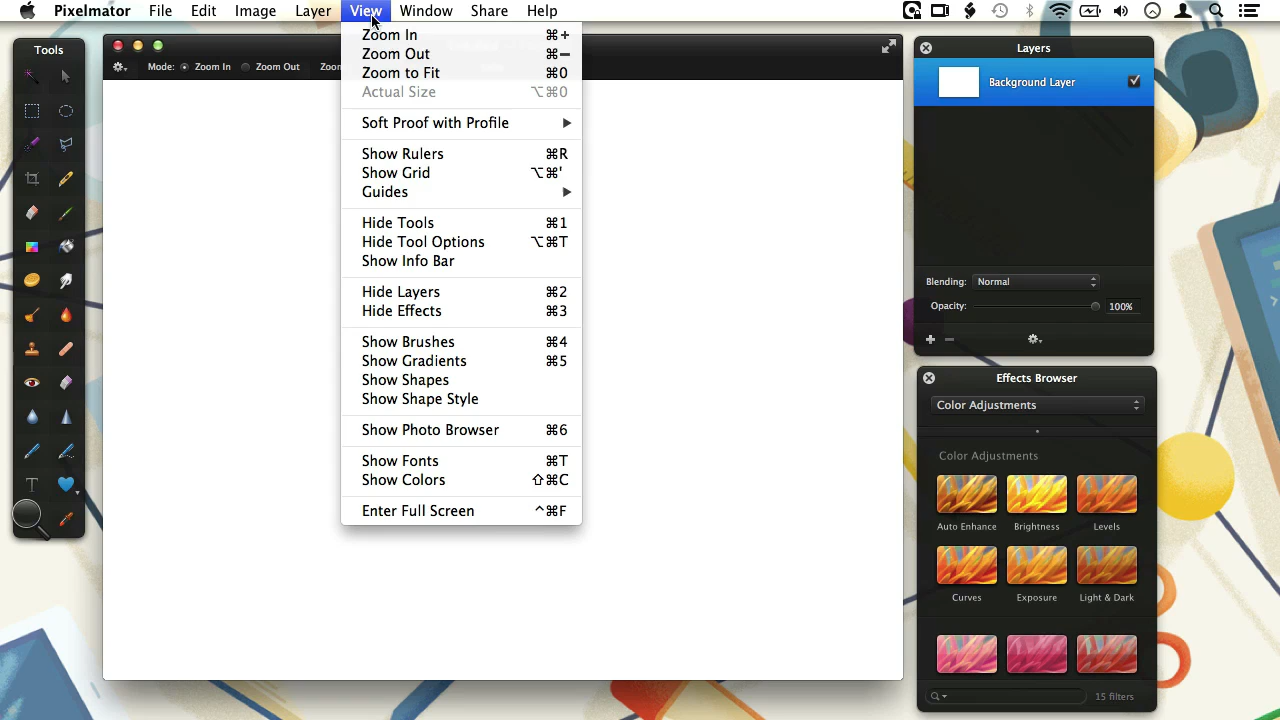 Pixelmator File Edit Image Layer View Window Share Help
Tools
Mode: Zoom In Zoom Out Zoo
Zoom In ⌘+
Zoom Out ⌘−
Zoom to Fit ⌘0
Actual Size ⌥⌘0
Soft Proof with Profile
Show Rulers ⌘R
Show Grid ⌥⌘'
Guides
Hide Tools ⌘1
Hide Tool Options ⌥⌘T
Show Info Bar
Hide Layers ⌘2
Hide Effects ⌘3
Show Brushes ⌘4
Show Gradients ⌘5
Show Shapes
Show Shape Style
Show Photo Browser ⌘6
Show Fonts ⌘T
Show Colors ⇧⌘C
Enter Full Screen ^⌘F
Layers
Background Layer
Blending: Normal
Opacity: 100%
Effects Browser
Color Adjustments
Color Adjustments
Auto Enhance Brightness Levels
Curves Exposure Light & Dark
15 filters